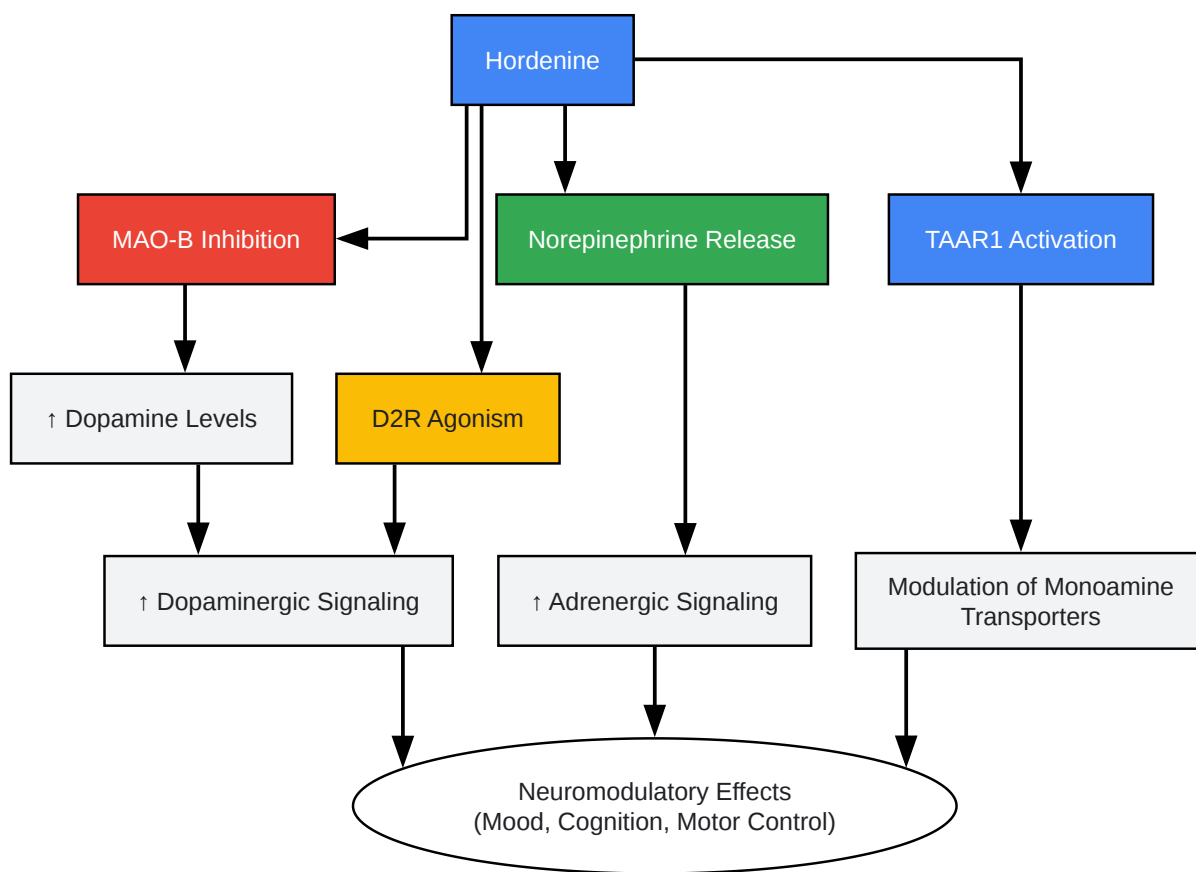 Hordenine
MAO-B Inhibition
Norepinephrine Release
TAAR1 Activation
↑ Dopamine Levels
D2R Agonism
↑ Dopaminergic Signaling
↑ Adrenergic Signaling
Modulation of Monoamine
Transporters
Neuromodulatory Effects
(Mood, Cognition, Motor Control)